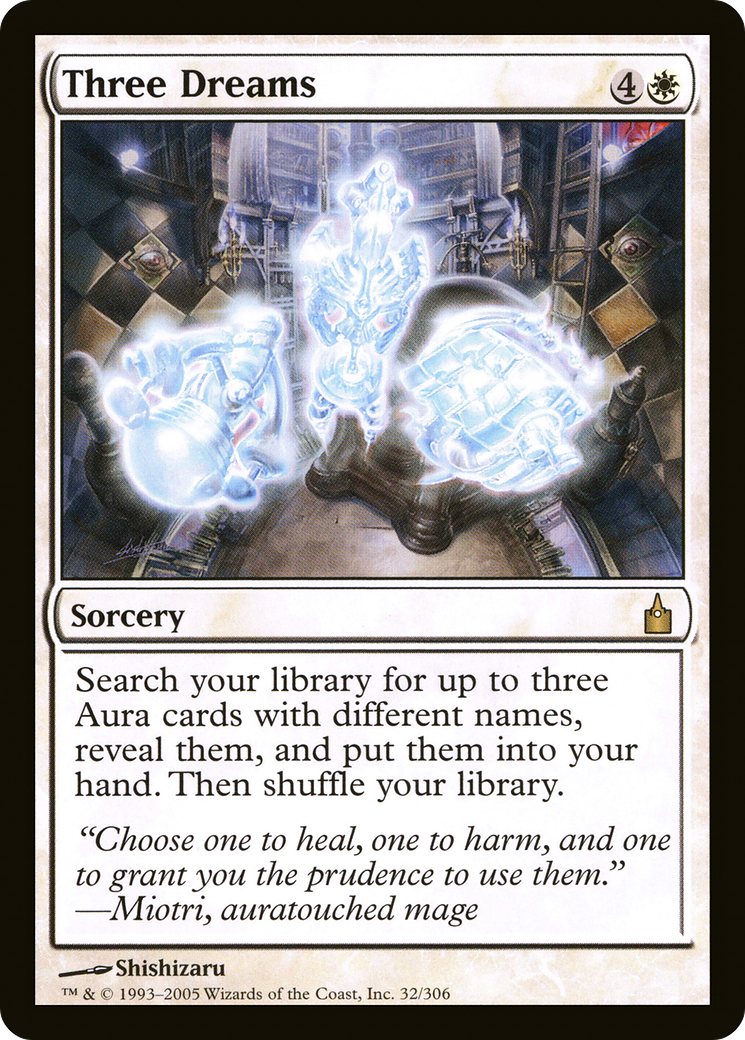 Three Dreams 4
Sorcery
Search your library for up to three
Aura cards with different names,
reveal them, and put them into your
hand. Then shuffle your library.
“Choose one to heal, one to harm, and one
to grant you the prudence to use them.”
—Miotri, auratouched mage
Shishizaru
™ & © 1993–2005 Wizards of the Coast, Inc. 32/306